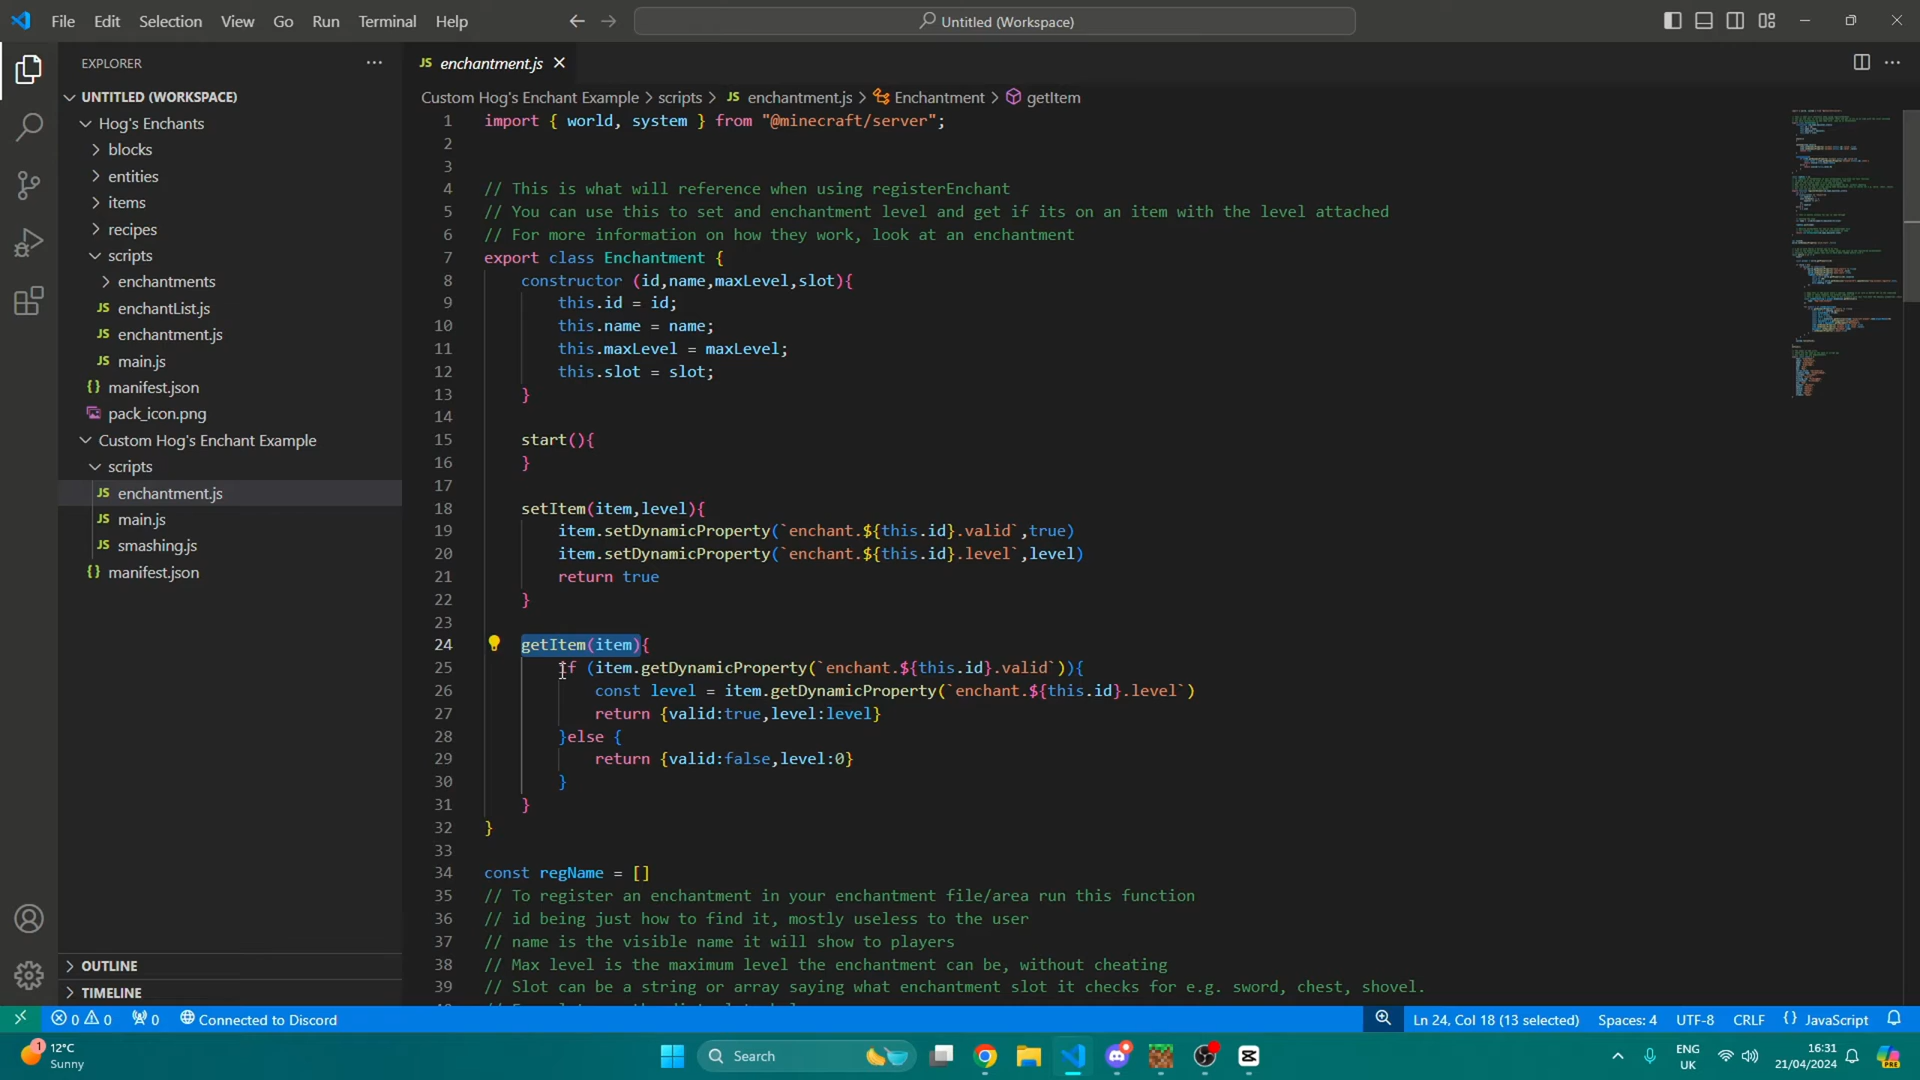 File Edit Selection View Go Run Terminal Help
Untitled (Workspace)
EXPLORER
UNTITLED (WORKSPACE)
Hog's Enchants
blocks
entities
items
recipes
scripts
enchantments
JS enchantList.js
JS enchantment.js
JS main.js
{} manifest.json
pack_icon.png
Custom Hog's Enchant Example
scripts
JS enchantment.js
JS main.js
JS smashing.js
{} manifest.json
OUTLINE
TIMELINE
JS enchantment.js
Custom Hog's Enchant Example > scripts > JS enchantment.js > Enchantment > getItem
1 import { world, system } from "@minecraft/server";
2
3
4 // This is what will reference when using registerEnchant
5 // You can use this to set and enchantment level and get if its on an item with the level attached
6 // For more information on how they work, look at an enchantment
7 export class Enchantment {
8 constructor (id,name,maxLevel,slot){
9 this.id = id;
10 this.name = name;
11 this.maxLevel = maxLevel;
12 this.slot = slot;
13 }
14
15 start(){
16 }
17
18 setItem(item,level){
19 item.setDynamicProperty(`enchant.${this.id}.valid`,true)
20 item.setDynamicProperty(`enchant.${this.id}.level`,level)
21 return true
22 }
23
24 getItem(item){
25 if (item.getDynamicProperty(`enchant.${this.id}.valid`)){
26 const level = item.getDynamicProperty(`enchant.${this.id}.level`)
27 return {valid:true,level:level}
28 }else {
29 return {valid:false,level:0}
30 }
31 }
32 }
33
34 const regName = []
35 // To register an enchantment in your enchantment file/area run this function
36 // id being just how to find it, mostly useless to the user
37 // name is the visible name it will show to players
38 // Max level is the maximum level the enchantment can be, without cheating
39 // Slot can be a string or array saying what enchantment slot it checks for e.g. sword, chest, shovel.
0 0 0 Connected to Discord
Ln 24, Col 18 (13 selected) Spaces: 4 UTF-8 CRLF {} JavaScript
1 12°C
Sunny
Search
ENG
UK
16:31
21/04/2024
PRE